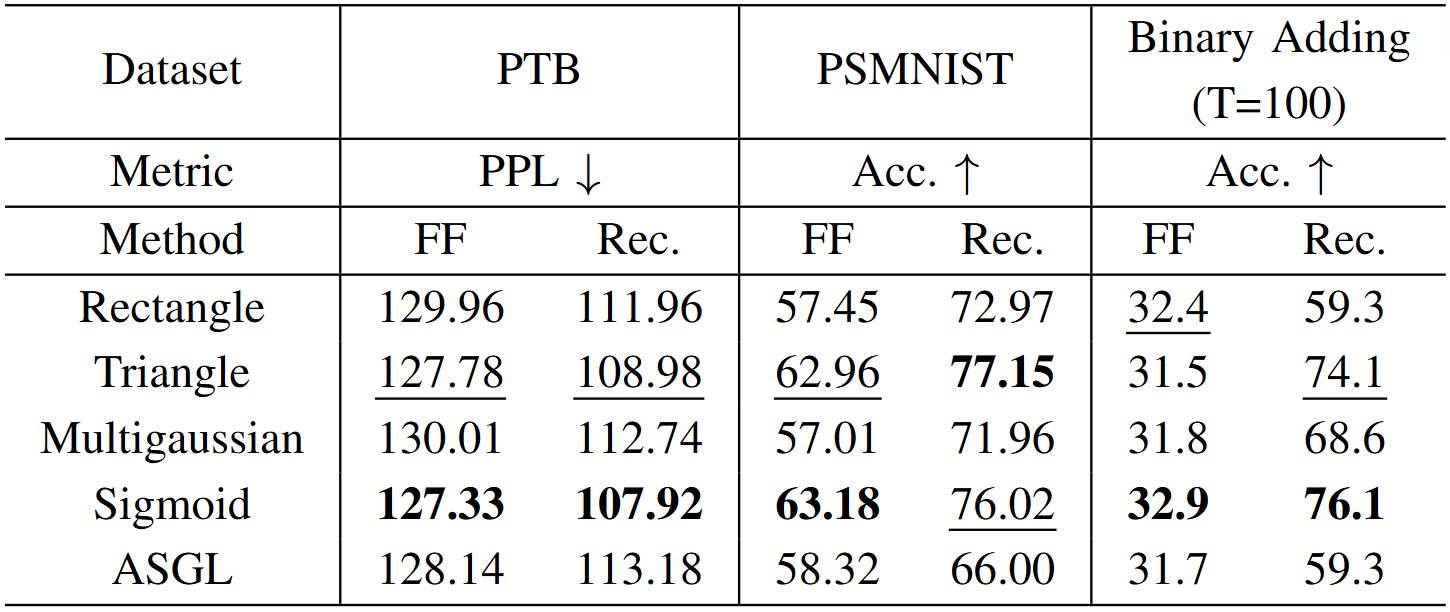 Dataset PTB PSMNIST Binary Adding (T=100)
Metric PPL ↓ Acc. ↑ Acc. ↑
Method FF Rec. FF Rec. FF Rec.
Rectangle 129.96 111.96 57.45 72.97 32.4 59.3
Triangle 127.78 108.98 62.96 77.15 31.5 74.1
Multigaussian 130.01 112.74 57.01 71.96 31.8 68.6
Sigmoid 127.33 107.92 63.18 76.02 32.9 76.1
ASGL 128.14 113.18 58.32 66.00 31.7 59.3